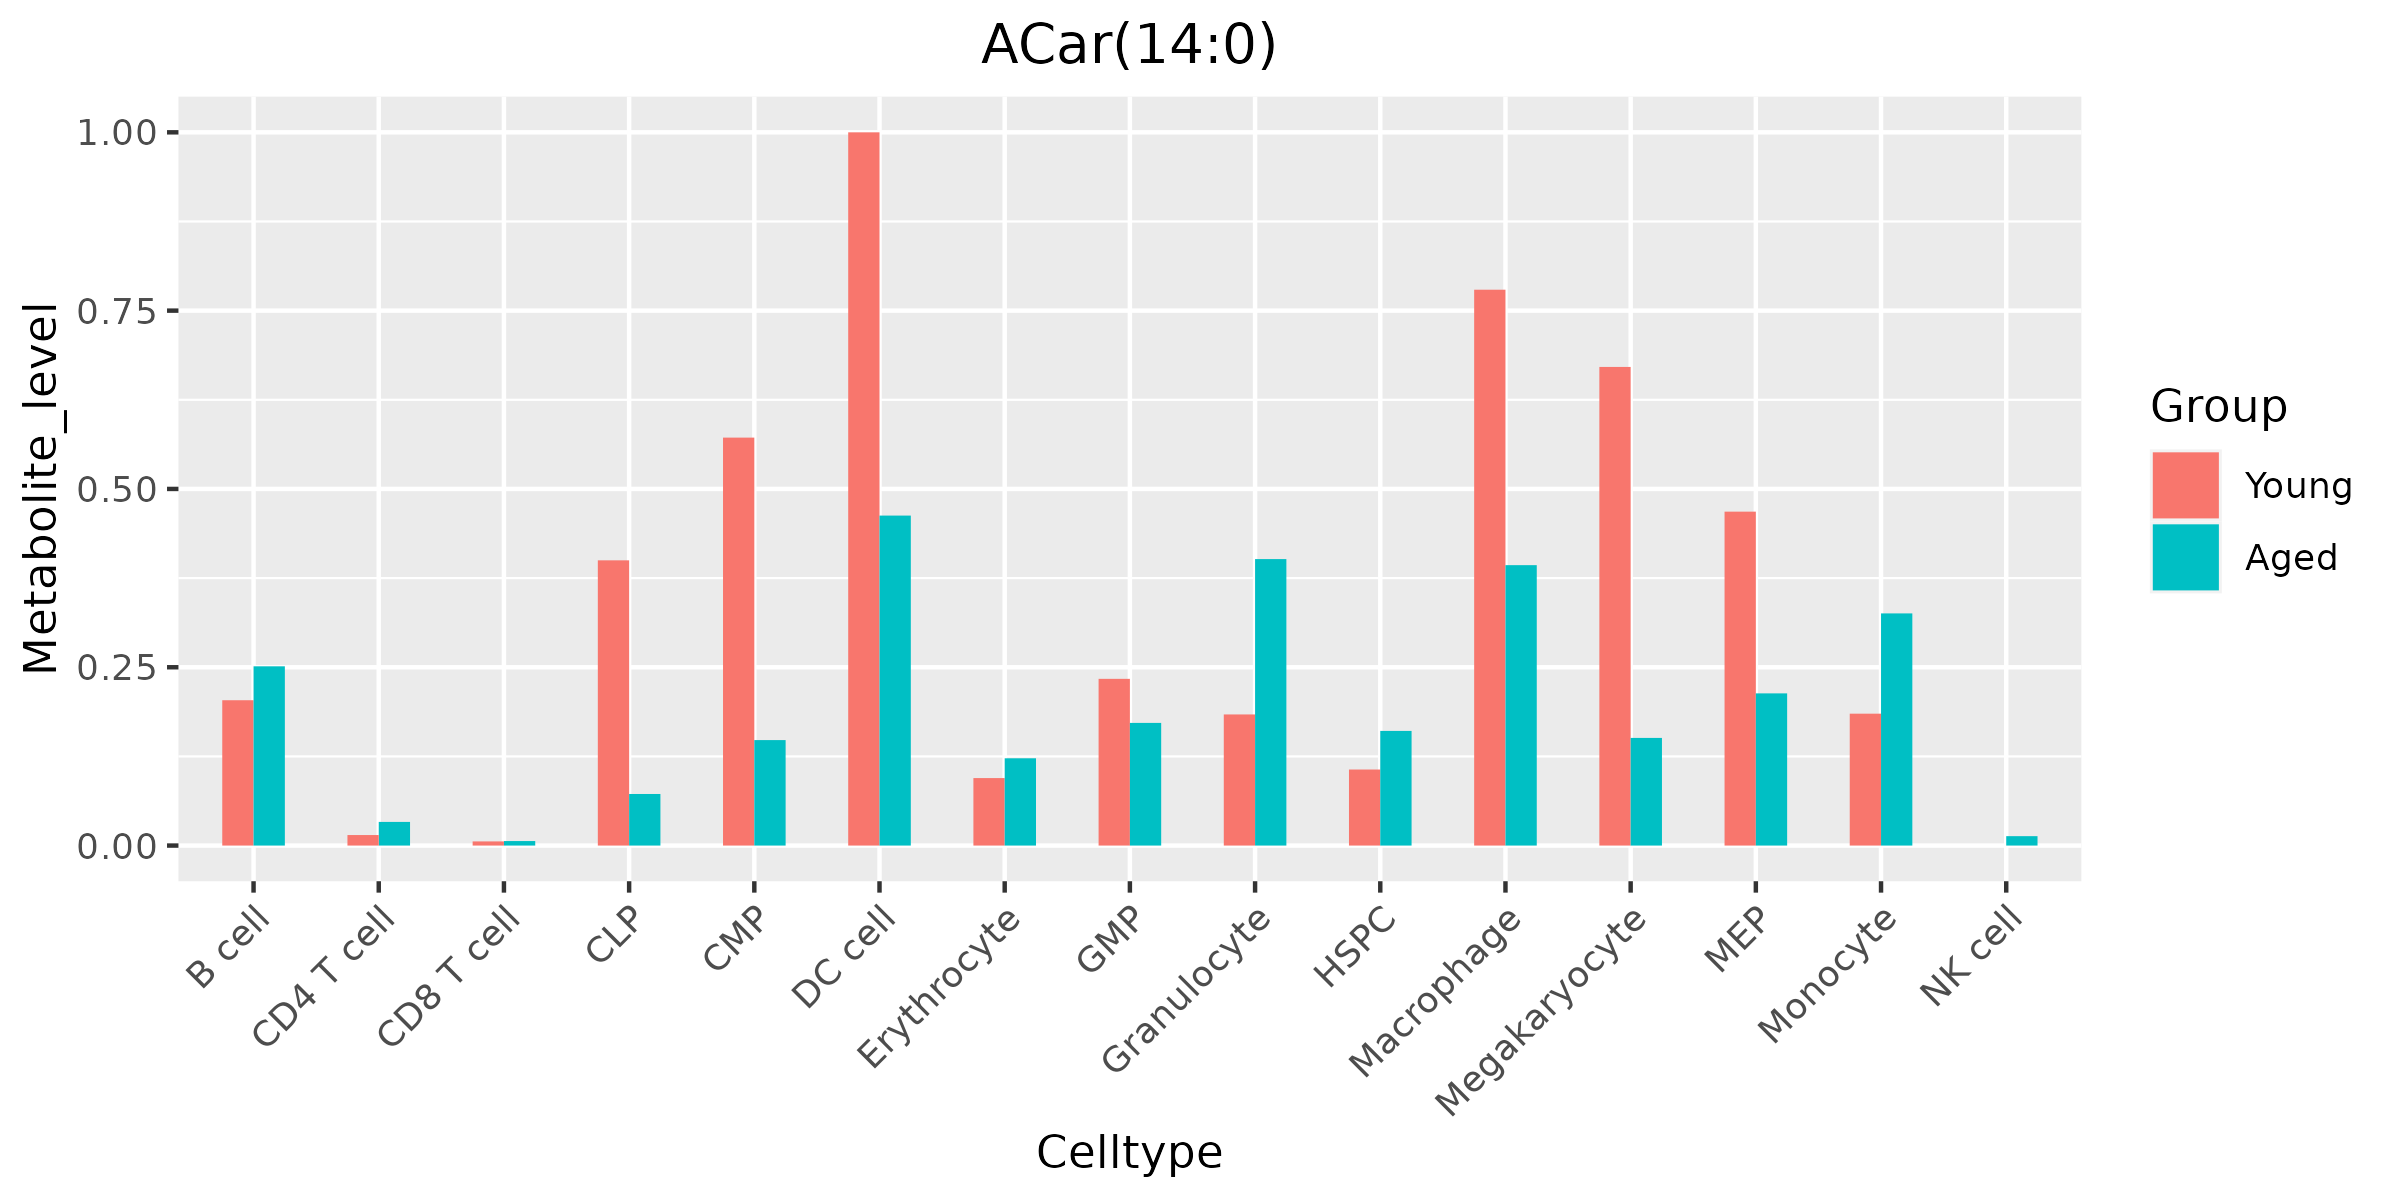 ACar(14:0)
Metabolite_level
1.00
0.75
0.50
0.25
0.00
B cell
CD4 T cell
CD8 T cell
CLP
CMP
DC cell
Erythrocyte
GMP
Granulocyte
HSPC
Macrophage
Megakaryocyte
MEP
Monocyte
NK cell
Celltype
Group
Young
Aged